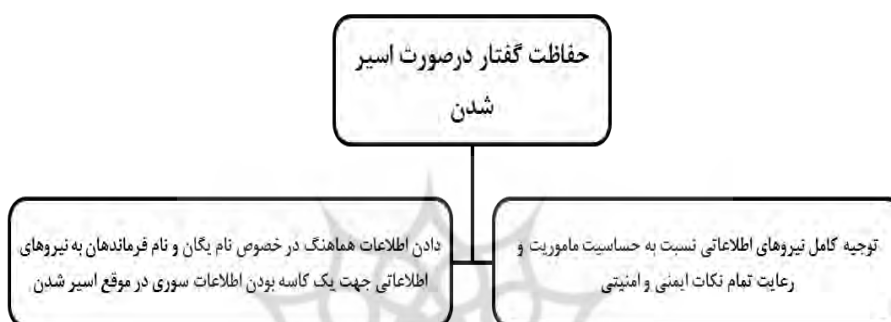 حفاظت گفتار درصورت اسیر
شدن
توجیه کامل نیروهای اطلاعاتی نسبت به حساسیت ماموریت و
رعایت تمام نکات ایمنی و امنیتی
دادن اطلاعات هماهنگ در خصوص نام یگان و نام فرماندهان به نیروهای
اطلاعاتی جهت یک کاسه بودن اطلاعات سوری در موقع اسیر شدن